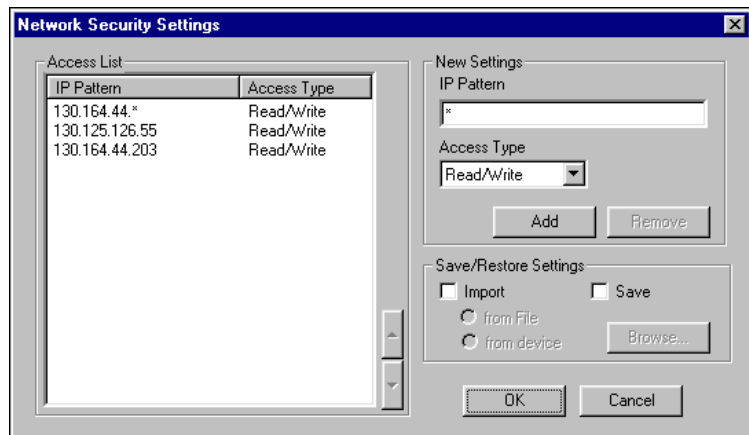 Network Security Settings
Access List
IP Pattern Access Type
130.164.44.* Read/Write
130.125.126.55 Read/Write
130.164.44.203 Read/Write
New Settings
IP Pattern
*
Access Type
Read/Write
Add Remove
Save/Restore Settings
Import Save
from File
from device Browse...
OK Cancel